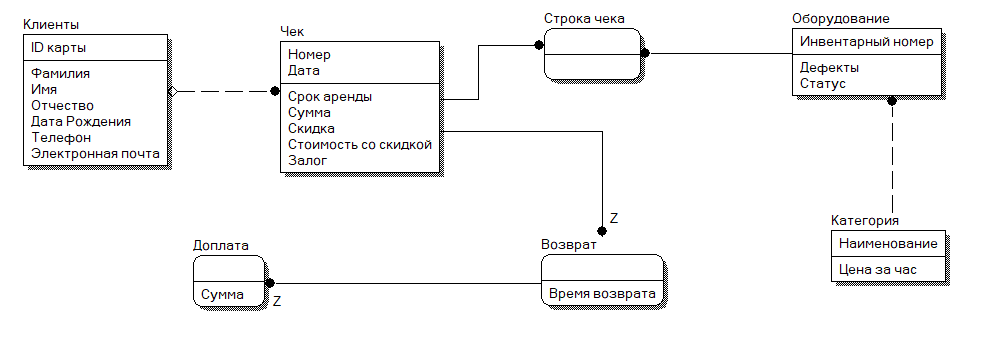 Клиенты
ID карты
Фамилия
Имя
Отчество
Дата Рождения
Телефон
Электронная почта
Чек
Номер
Дата
Срок аренды
Сумма
Скидка
Стоимость со скидкой
Залог
Строка чека
Оборудование
Инвентарный номер
Дефекты
Статус
Категория
Наименование
Цена за час
Z
Возврат
Время возврата
Доплата
Сумма
Z